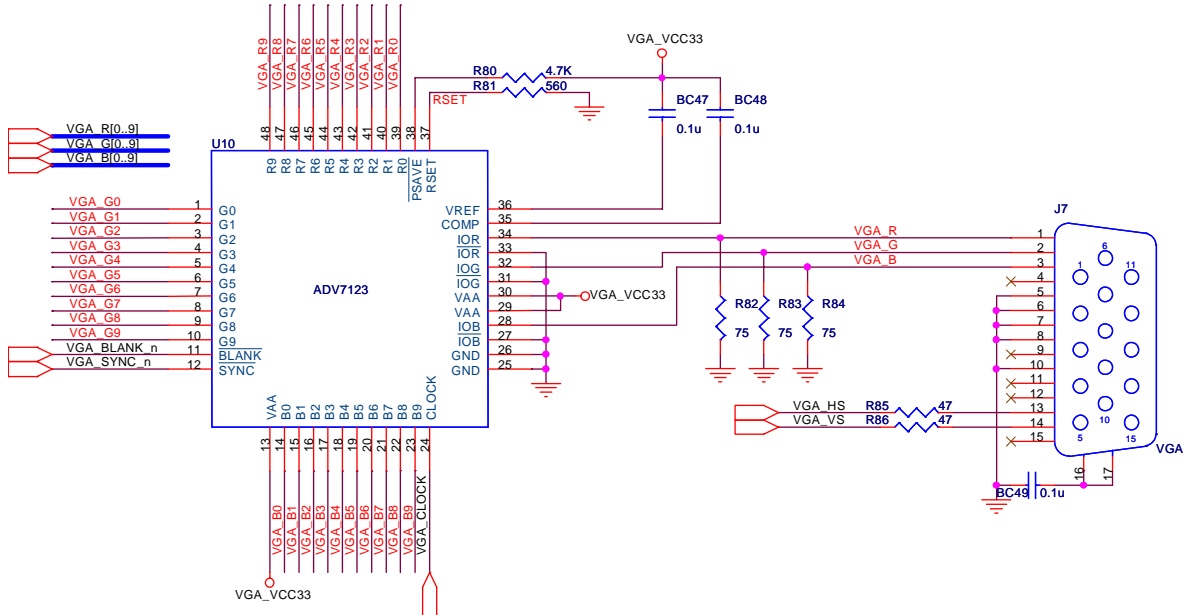 VGA_VCC33
VGA_R9
VGA_R8
VGA_R7
VGA_R6
VGA_R5
VGA_R4
VGA_R3
VGA_R2
VGA_R1
VGA_R0
R80 4.7K
R81 560
RSET
BC47
0.1u
BC48
0.1u
VGA_R[0..9]
VGA_G[0..9]
VGA_B[0..9]
U10
48 47 46 45 44 43 42 41 40 39 38 37
R9 R8 R7 R6 R5 R4 R3 R2 R1 R0 PSAVE RSET
VGA_G0 1 G0
VGA_G1 2 G1
VGA_G2 3 G2
VGA_G3 4 G3
VGA_G4 5 G4
VGA_G5 6 G5
VGA_G6 7 G6
VGA_G7 8 G7
VGA_G8 9 G8
VGA_G9 10 G9
VGA_BLANK_n 11 BLANK
VGA_SYNC_n 12 SYNC
ADV7123
VREF 36
COMP 35
IOR 34
IOR 33
IOG 32
IOG 31
VAA 30
VAA 29
IOB 28
IOB 27
GND 26
GND 25
VGA_VCC33
VGA_R
VGA_G
VGA_B
R82
75
R83
75
R84
75
J7
1
2
3
4
5
6
7
8
9
10
11
12
13
14
15
6
1 11
5 10 15
VGA
VGA_HS R85 47
VGA_VS R86 47
16 17
BC49 0.1u
VAA B0 B1 B2 B3 B4 B5 B6 B7 B8 B9 CLOCK
13 14 15 16 17 18 19 20 21 22 23 24
VGA_B0
VGA_B1
VGA_B2
VGA_B3
VGA_B4
VGA_B5
VGA_B6
VGA_B7
VGA_B8
VGA_B9
VGA_CLOCK
VGA_VCC33